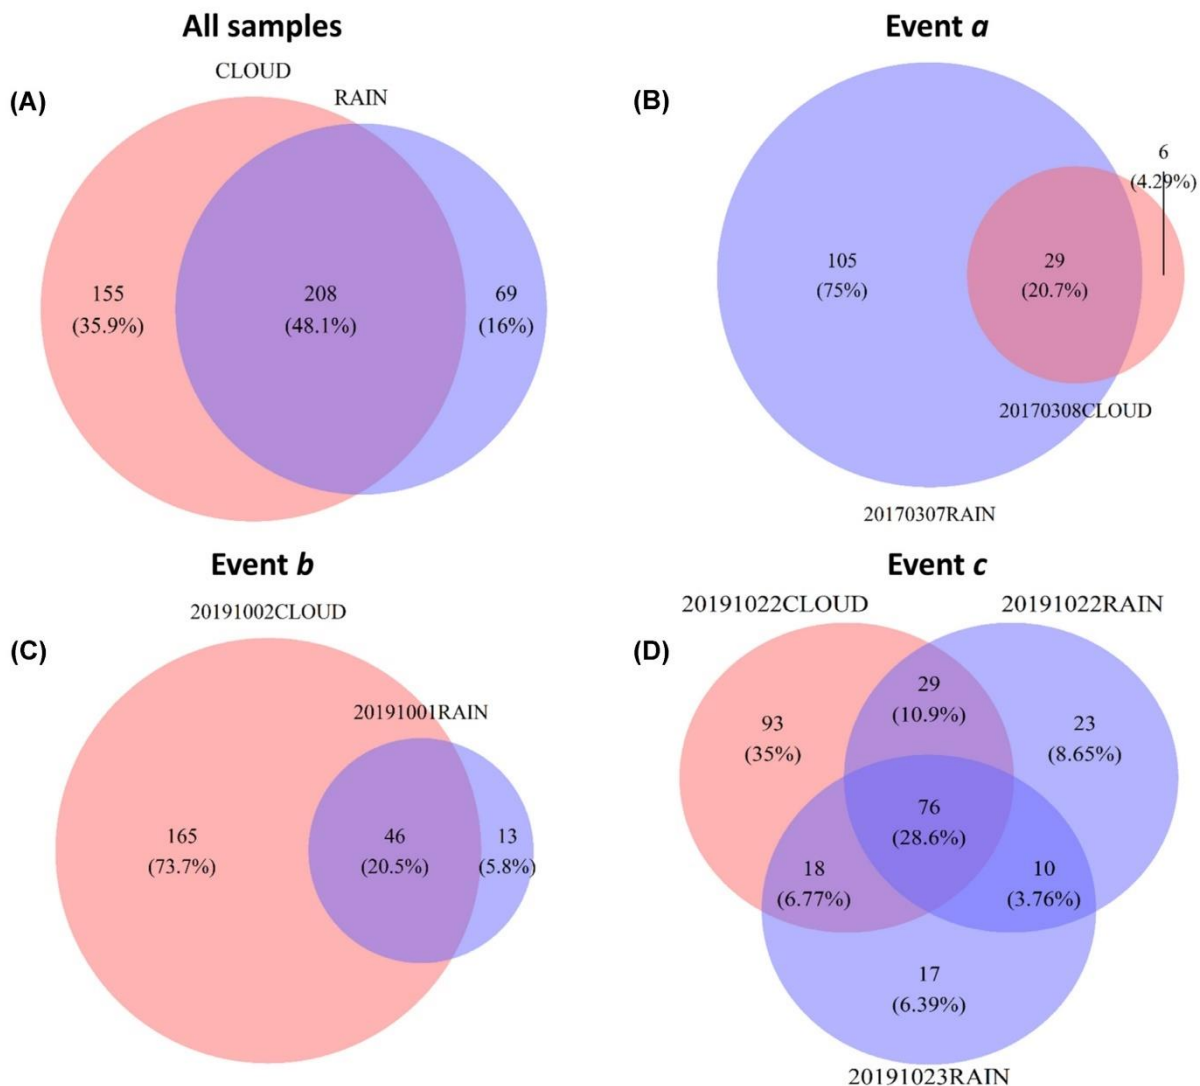 All samples
(A)
CLOUD
RAIN
155
(35.9%)
208
(48.1%)
69
(16%)
Event a
(B)
6
(4.29%)
105
(75%)
29
(20.7%)
20170308CLOUD
20170307RAIN
Event b
(C)
20191002CLOUD
20191001RAIN
165
(73.7%)
46
(20.5%)
13
(5.8%)
Event c
(D)
20191022CLOUD
20191022RAIN
29
(10.9%)
93
(35%)
23
(8.65%)
76
(28.6%)
18
(6.77%)
10
(3.76%)
17
(6.39%)
20191023RAIN